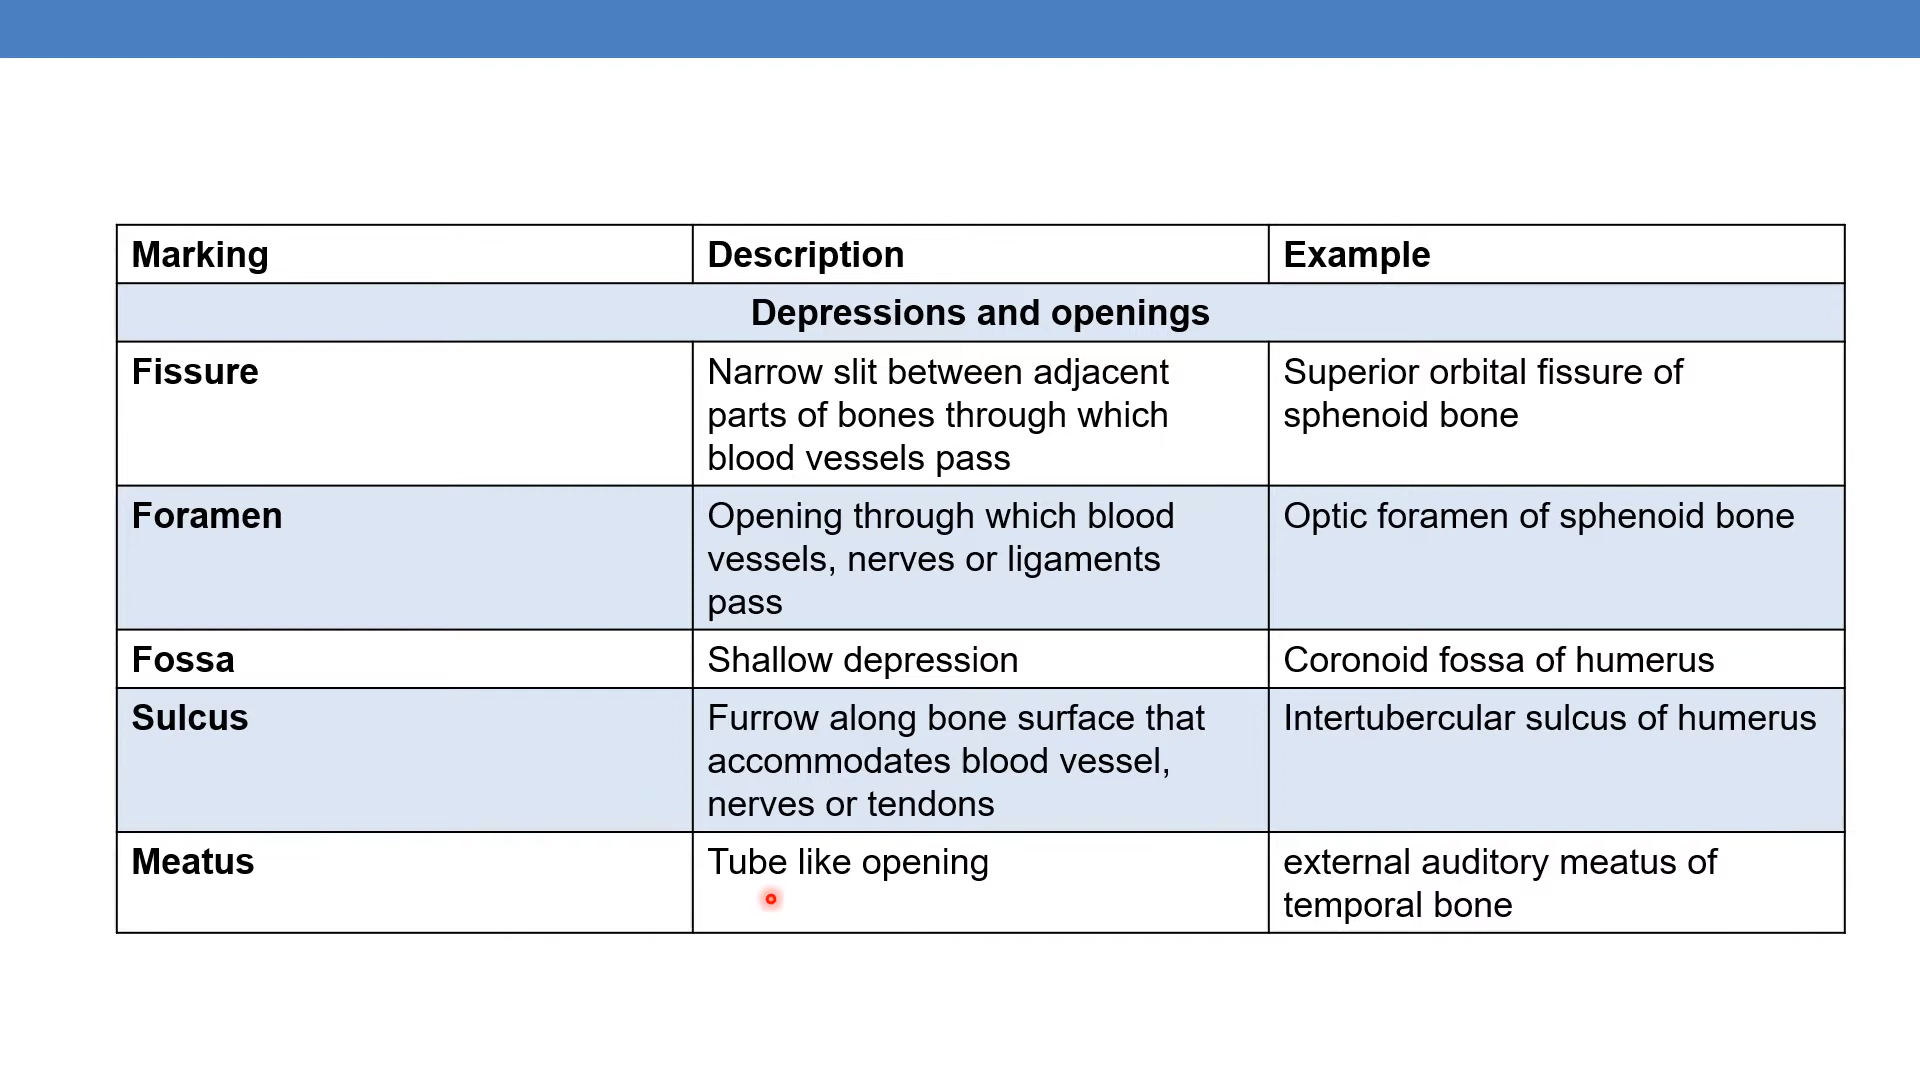 Marking Description Example
Depressions and openings
Fissure
Narrow slit between adjacent
parts of bones through which
blood vessels pass
Superior orbital fissure of
sphenoid bone
Foramen
Opening through which blood
vessels, nerves or ligaments
pass
Optic foramen of sphenoid bone
Fossa
Shallow depression
Coronoid fossa of humerus
Sulcus
Furrow along bone surface that
accommodates blood vessel,
nerves or tendons
Intertubercular sulcus of humerus
Meatus
Tube like opening
external auditory meatus of
temporal bone